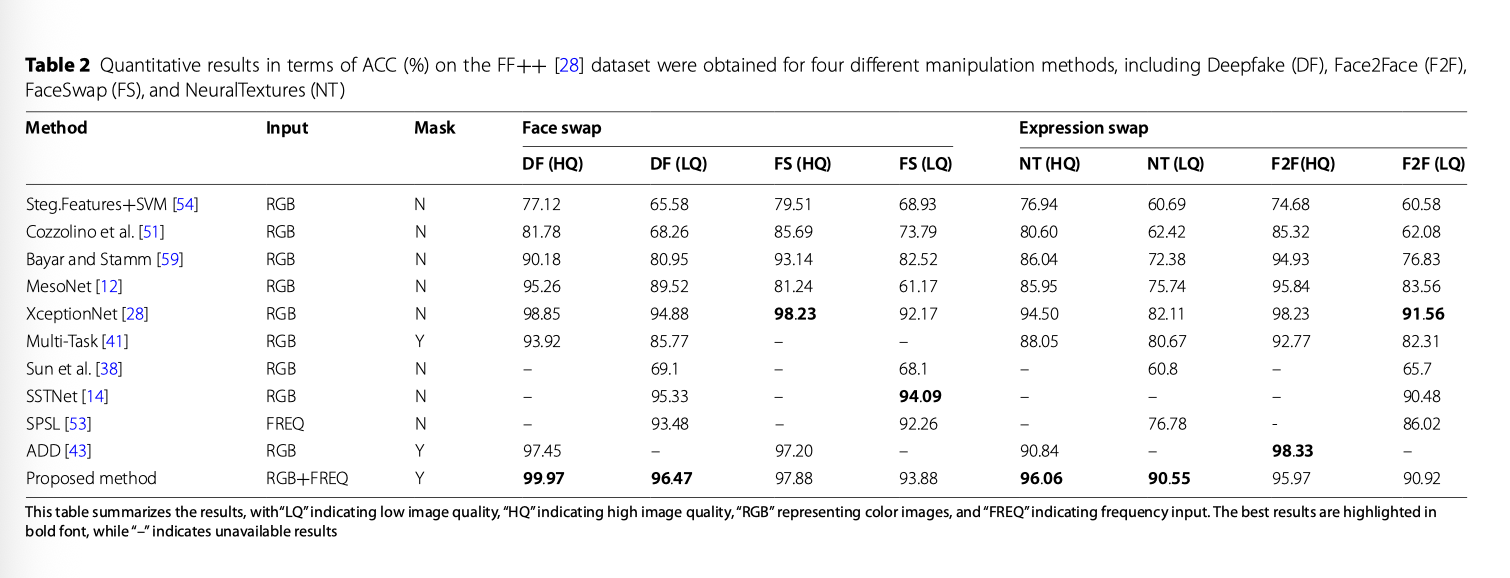 Table 2 Quantitative results in terms of ACC (%) on the FF++ [28] dataset were obtained for four different manipulation methods, including Deepfake (DF), Face2Face (F2F),
FaceSwap (FS), and NeuralTextures (NT)
Method Input Mask Face swap Expression swap
DF (HQ) DF (LQ) FS (HQ) FS (LQ) NT (HQ) NT (LQ) F2F(HQ) F2F (LQ)
Steg.Features+SVM [54] RGB N 77.12 65.58 79.51 68.93 76.94 60.69 74.68 60.58
Cozzolino et al. [51] RGB N 81.78 68.26 85.69 73.79 80.60 62.42 85.32 62.08
Bayar and Stamm [59] RGB N 90.18 80.95 93.14 82.52 86.04 72.38 94.93 76.83
MesoNet [12] RGB N 95.26 89.52 81.24 61.17 85.95 75.74 95.84 83.56
XceptionNet [28] RGB N 98.85 94.88 98.23 92.17 94.50 82.11 98.23 91.56
Multi-Task [41] RGB Y 93.92 85.77 – – 88.05 80.67 92.77 82.31
Sun et al. [38] RGB N – 69.1 – 68.1 – 60.8 – 65.7
SSTNet [14] RGB N – 95.33 – 94.09 – – – 90.48
SPSL [53] FREQ N – 93.48 – 92.26 – 76.78 - 86.02
ADD [43] RGB Y 97.45 – 97.20 – 90.84 – 98.33 –
Proposed method RGB+FREQ Y 99.97 96.47 97.88 93.88 96.06 90.55 95.97 90.92
This table summarizes the results, with “LQ” indicating low image quality, “HQ” indicating high image quality, “RGB” representing color images, and “FREQ” indicating frequency input. The best results are highlighted in
bold font, while “–” indicates unavailable results